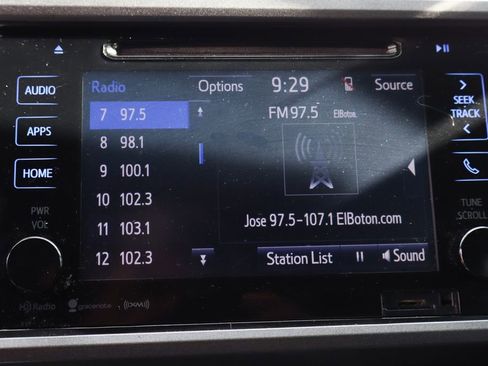 AUDIO
APPS
HOME
PWR
VOL
Radio Options 9:29 Source
7 97.5
8 98.1
9 100.1
10 102.3
11 103.1
12 102.3
FM 97.5 ElBoton.
Jose 97.5-107.1 ElBoton.com
Station List
Sound
SEEK
TRACK
TUNE
SCROLL
HD Radio gracenote (((XM)))